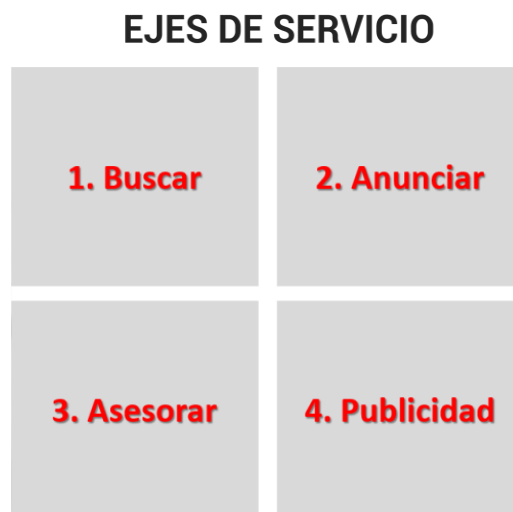 EJES DE SERVICIO
1. Buscar
2. Anunciar
3. Asesorar
4. Publicidad